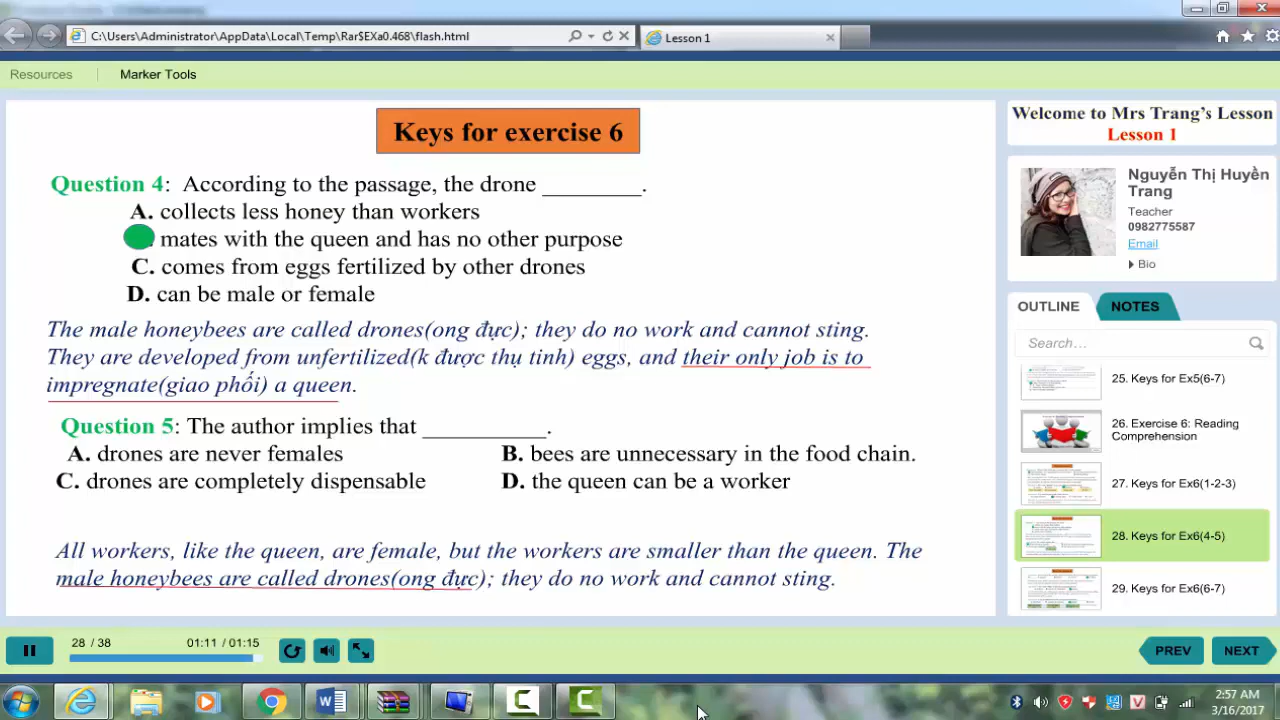 C:\Users\Administrator\AppData\Local\Temp\Rar$EXa0.468\flash.html
Lesson 1
Resources
Marker Tools
Keys for exercise 6
Question 4: According to the passage, the drone ________.
A. collects less honey than workers
mates with the queen and has no other purpose
C. comes from eggs fertilized by other drones
D. can be male or female
The male honeybees are called drones(ong đực); they do no work and cannot sting.
They are developed from unfertilized(k được thụ tinh) eggs, and their only job is to
impregnate(giao phối) a queen
Question 5: The author implies that __________.
A. drones are never females
B. bees are unnecessary in the food chain.
C. drones are completely disposable
D. the queen can be a worker
All workers, like the queen, are female, but the workers are smaller than the queen. The
male honeybees are called drones(ong đực); they do no work and cannot sting.
Welcome to Mrs Trang's Lesson
Lesson 1
Nguyễn Thị Huyền
Trang
Teacher
0982775587
Email
Bio
OUTLINE
NOTES
Search...
25. Keys for Ex5(6-7)
26. Exercise 6: Reading
Comprehension
27. Keys for Ex6(1-2-3)
28. Keys for Ex6(4-5)
29. Keys for Ex6(6-7)
28 / 38
01:11 / 01:15
PREV
NEXT
2:57 AM
3/16/2017